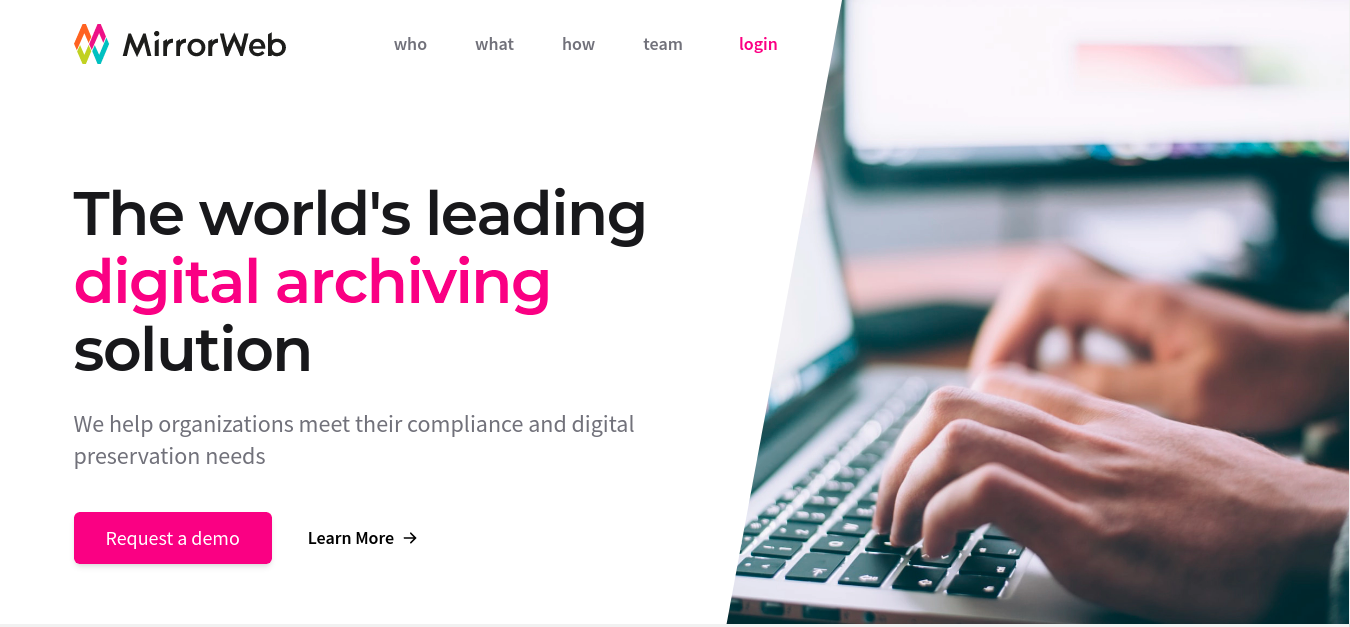 MirrorWeb
who what how team login
The world's leading
digital archiving
solution
We help organizations meet their compliance and digital
preservation needs
Request a demo
Learn More →